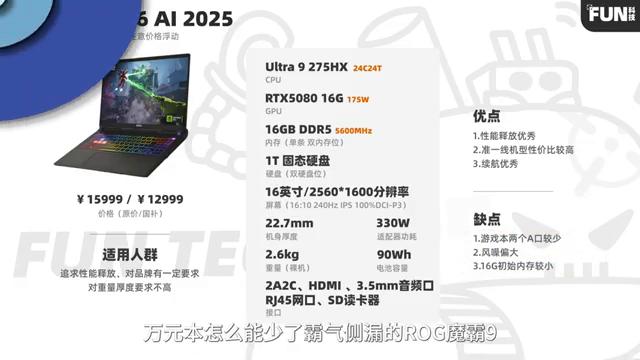 6 AI 2025
意价格浮动
FUN科技
¥15999 / ¥12999
价格（原价/国补）
适用人群
追求性能释放、对品牌有一定要求
对重量厚度要求不高
Ultra 9 275HX 24C24T
CPU
RTX5080 16G 175W
GPU
16GB DDR5 5600MHz
内存（单条 双内存位）
1T 固态硬盘
硬盘（双硬盘位）
16英寸/2560*1600分辨率
屏幕（16:10 240Hz IPS 100%DCI-P3）
22.7mm 330W
机身厚度 适配器功耗
2.6kg 90Wh
重量（裸机） 电池容量
2A2C、HDMI 、3.5mm音频口
RJ45网口、SD读卡器
接口
优点
1.性能释放优秀
2.准一线机型性价比较高
3.续航优秀
缺点
1.游戏本两个A口较少
2.风噪偏大
3.16G初始内存较小
FUN TE
万元本怎么能少了霸气侧漏的ROG魔霸9